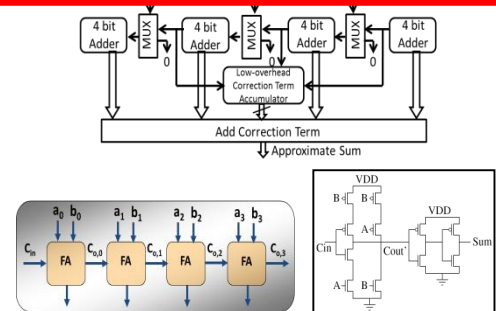 4 bit Adder
MUX
4 bit Adder
MUX
4 bit Adder
MUX
4 bit Adder
0
0
0
Low-overhead
Correction Term
Accumulator
Add Correction Term
Approximate Sum
a0 b0
a1 b1
a2 b2
a3 b3
Cin
FA
Co,0
FA
Co,1
FA
Co,2
FA
Co,3
VDD
B
B
A
VDD
Cin
Cout'
Sum
A
B